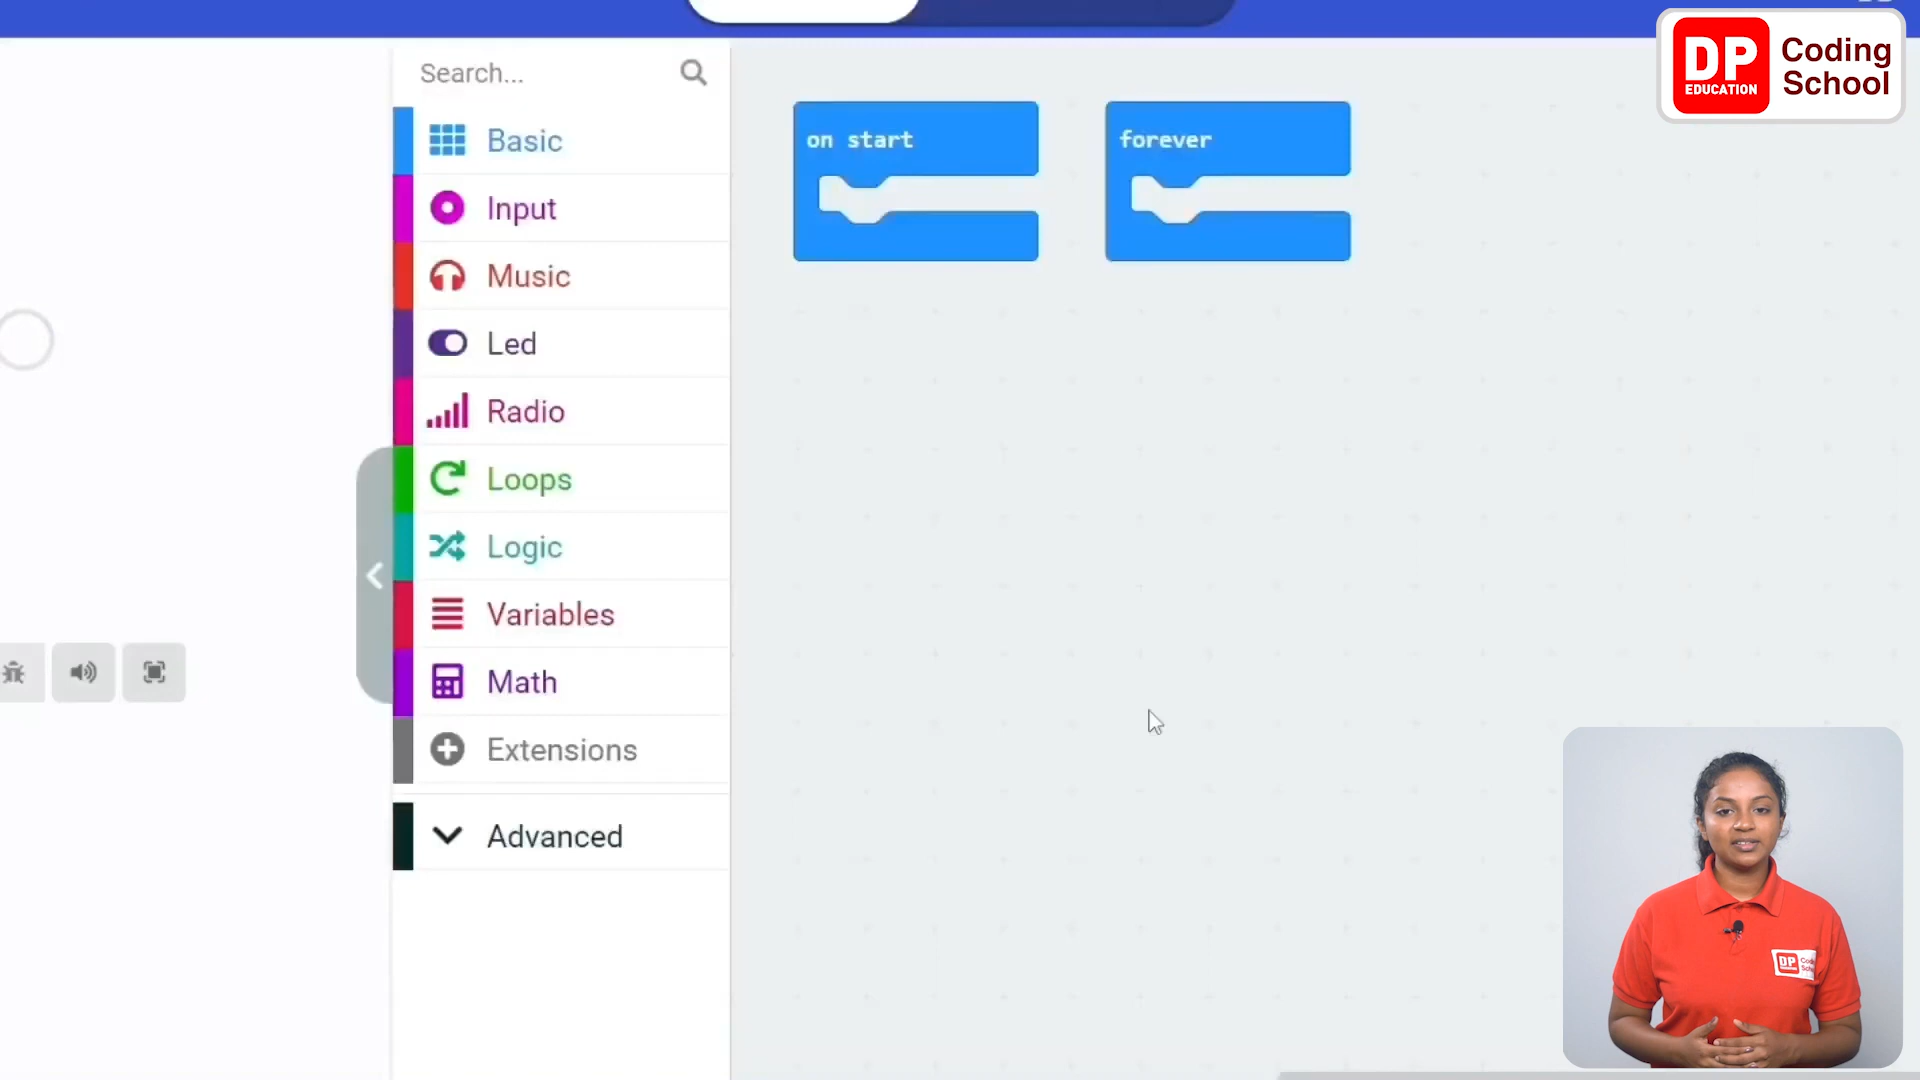 Search...
Basic
Input
Music
Led
Radio
Loops
Logic
Variables
Math
Extensions
Advanced
on start
forever
DP
EDUCATION
Coding
School
DP